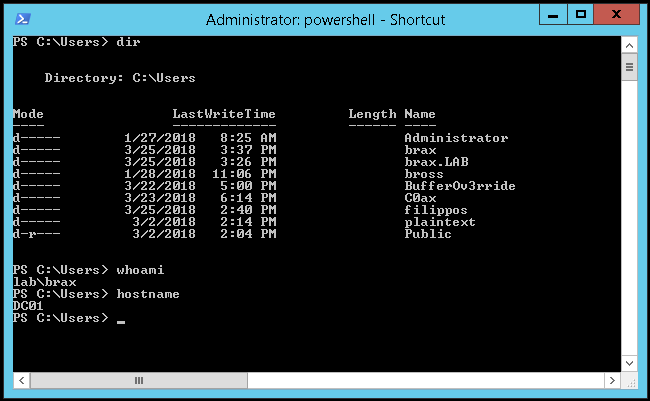 Administrator: powershell - Shortcut
PS C:\Users> dir
Directory: C:\Users
Mode LastWriteTime Length Name
---- ------------- ------ ----
d----- 1/27/2018 8:25 AM Administrator
d----- 3/25/2018 3:37 PM brax
d----- 3/25/2018 3:26 PM brax.LAB
d----- 1/28/2018 11:06 PM bross
d----- 3/22/2018 5:00 PM BufferOv3rride
d----- 3/23/2018 6:14 PM C0ax
d----- 3/25/2018 2:40 PM filippos
d----- 3/2/2018 2:14 PM plaintext
d-r--- 3/2/2018 2:04 PM Public
PS C:\Users> whoami
lab\brax
PS C:\Users> hostname
DC01
PS C:\Users> _